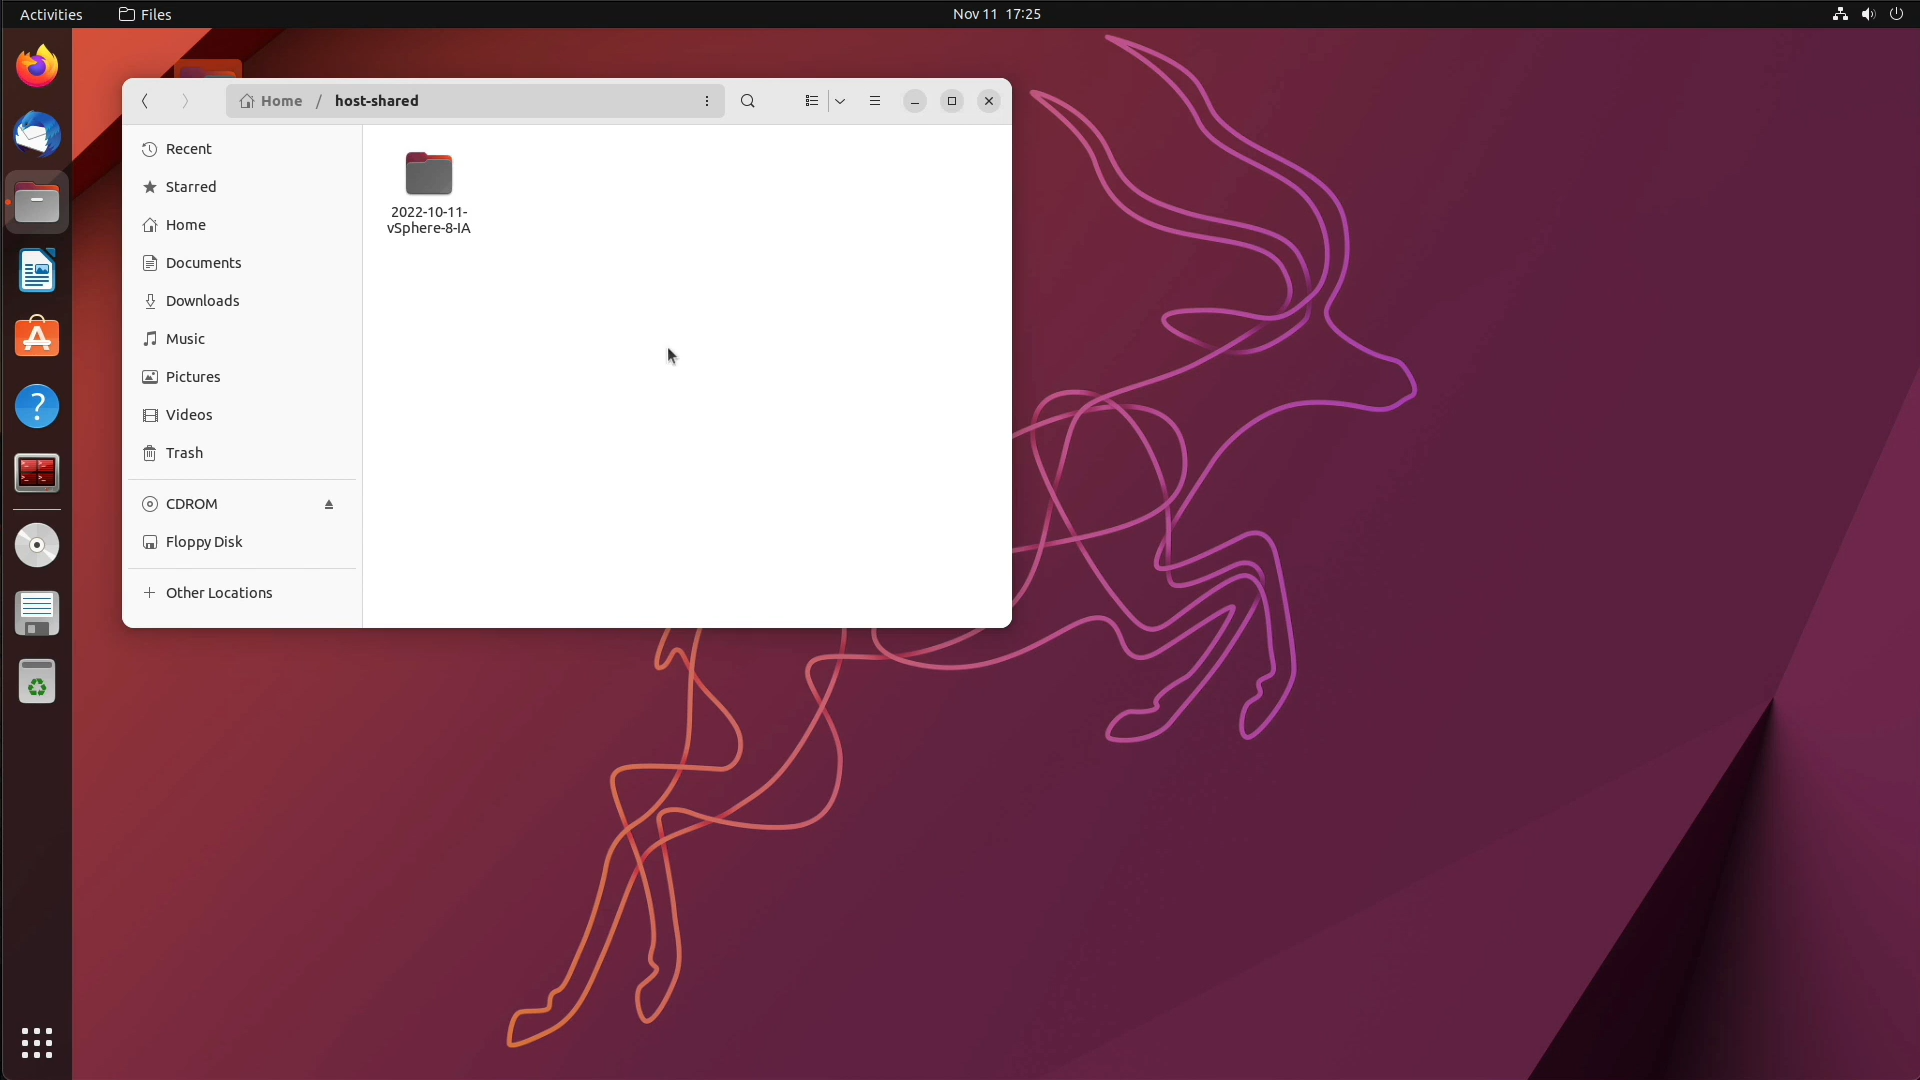 Activities
Files
Nov 11 17:25
Home / host-shared
Recent
Starred
Home
Documents
Downloads
Music
Pictures
Videos
Trash
CDROM
Floppy Disk
Other Locations
2022-10-11-
vSphere-8-IA